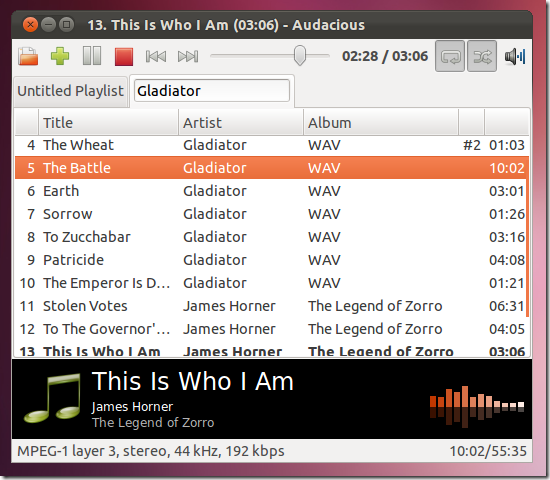 13. This Is Who I Am (03:06) - Audacious
02:28 / 03:06
Untitled Playlist Gladiator
Title Artist Album
4 The Wheat Gladiator WAV #2 01:03
5 The Battle Gladiator WAV 10:02
6 Earth Gladiator WAV 03:01
7 Sorrow Gladiator WAV 01:26
8 To Zucchabar Gladiator WAV 03:16
9 Patricide Gladiator WAV 04:08
10 The Emperor Is D... Gladiator WAV 01:21
11 Stolen Votes James Horner The Legend of Zorro 06:31
12 To The Governor'... James Horner The Legend of Zorro 04:05
13 This Is Who I Am James Horner The Legend of Zorro 03:06
This Is Who I Am
James Horner
The Legend of Zorro
MPEG-1 layer 3, stereo, 44 kHz, 192 kbps 10:02/55:35